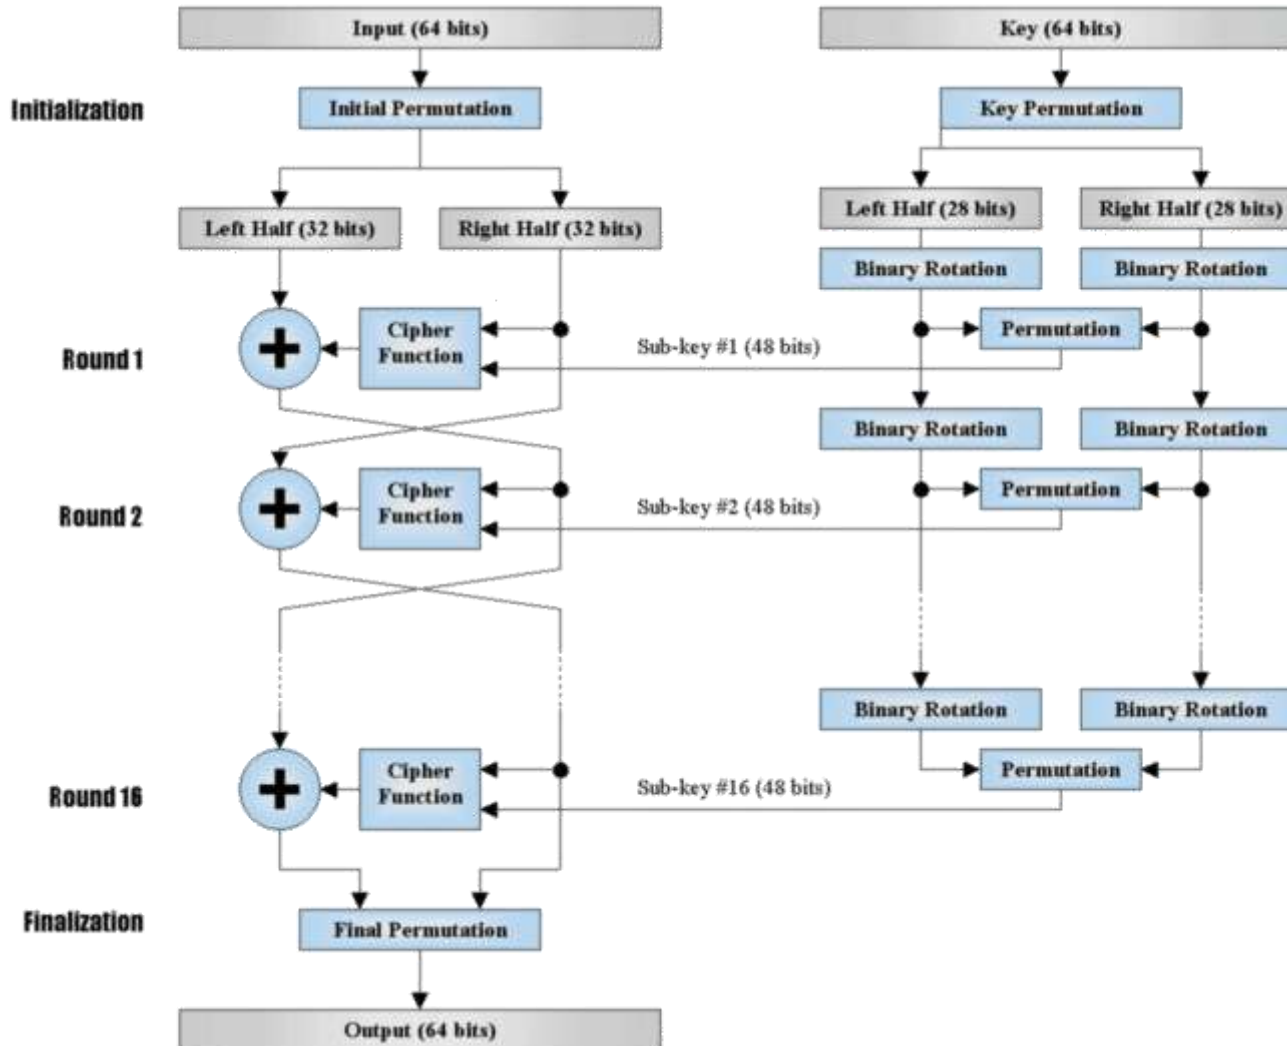 Input (64 bits)
Key (64 bits)
Initialization
Initial Permutation
Key Permutation
Left Half (32 bits)
Right Half (32 bits)
Left Half (28 bits)
Right Half (28 bits)
Binary Rotation
Binary Rotation
Round 1
Cipher
Function
Sub-key #1 (48 bits)
Permutation
Binary Rotation
Binary Rotation
Round 2
Cipher
Function
Sub-key #2 (48 bits)
Permutation
Binary Rotation
Binary Rotation
Round 16
Cipher
Function
Sub-key #16 (48 bits)
Permutation
Finalization
Final Permutation
Output (64 bits)